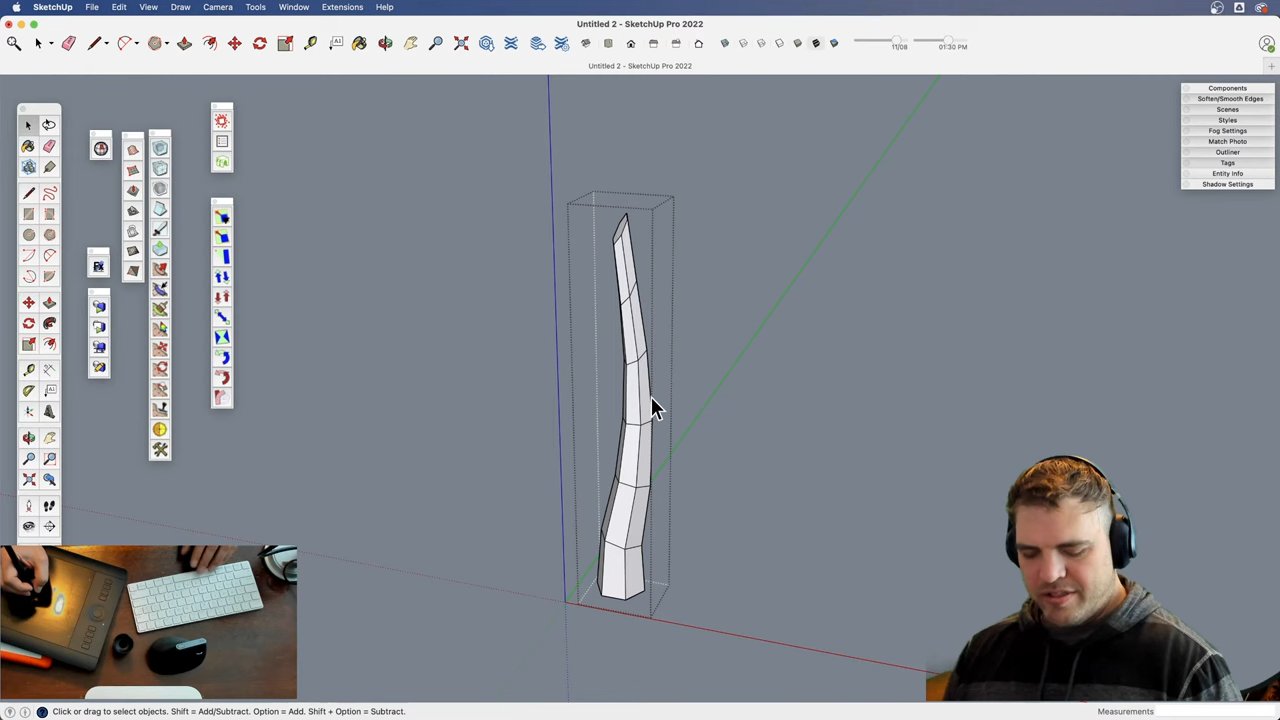 SketchUp File Edit View Draw Camera Tools Window Extensions Help
Untitled 2 - SketchUp Pro 2022
11/08 01:30 PM
Untitled 2 - SketchUp Pro 2022
Components
Soften/Smooth Edges
Scenes
Styles
Fog Settings
Match Photo
Outliner
Tags
Entity Info
Shadow Settings
Click or drag to select objects. Shift = Add/Subtract. Option = Add. Shift + Option = Subtract. Measurements